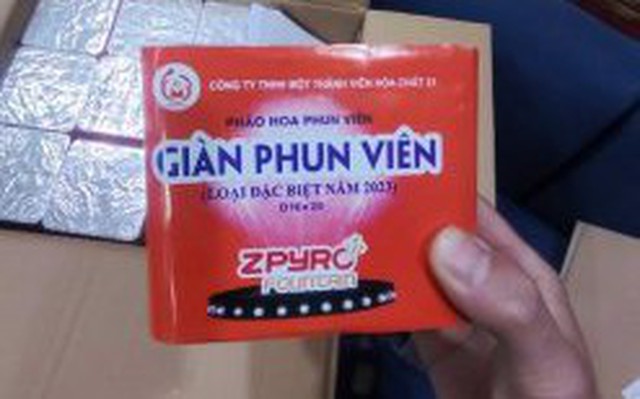 CÔNG TY TNHH MỘT THÀNH VIÊN HÓA CHẤT 21
PHÁO HOA PHUN VIÊN
GIÀN PHUN VIÊN
(LOẠI ĐẶC BIỆT NĂM 2023)
ZPYRO
FOUNTAIN